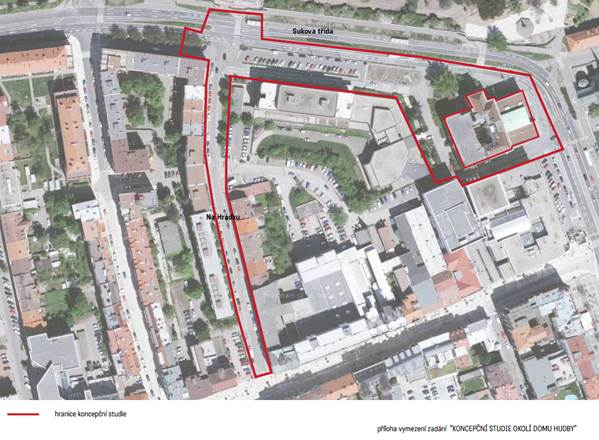 Sukova třída
Na Hrádku
hranice koncepční studie
příloha vymezení zadání "KONCEPČNÍ STUDIE OKOLÍ DOMU HUDBY"